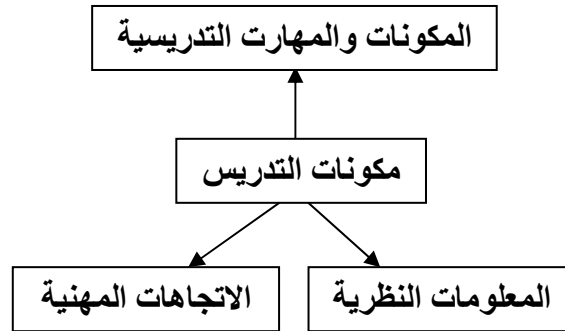 المكونات والمهارت التدريسية
مكونات التدريس
المعلومات النظرية
الاتجاهات المهنية